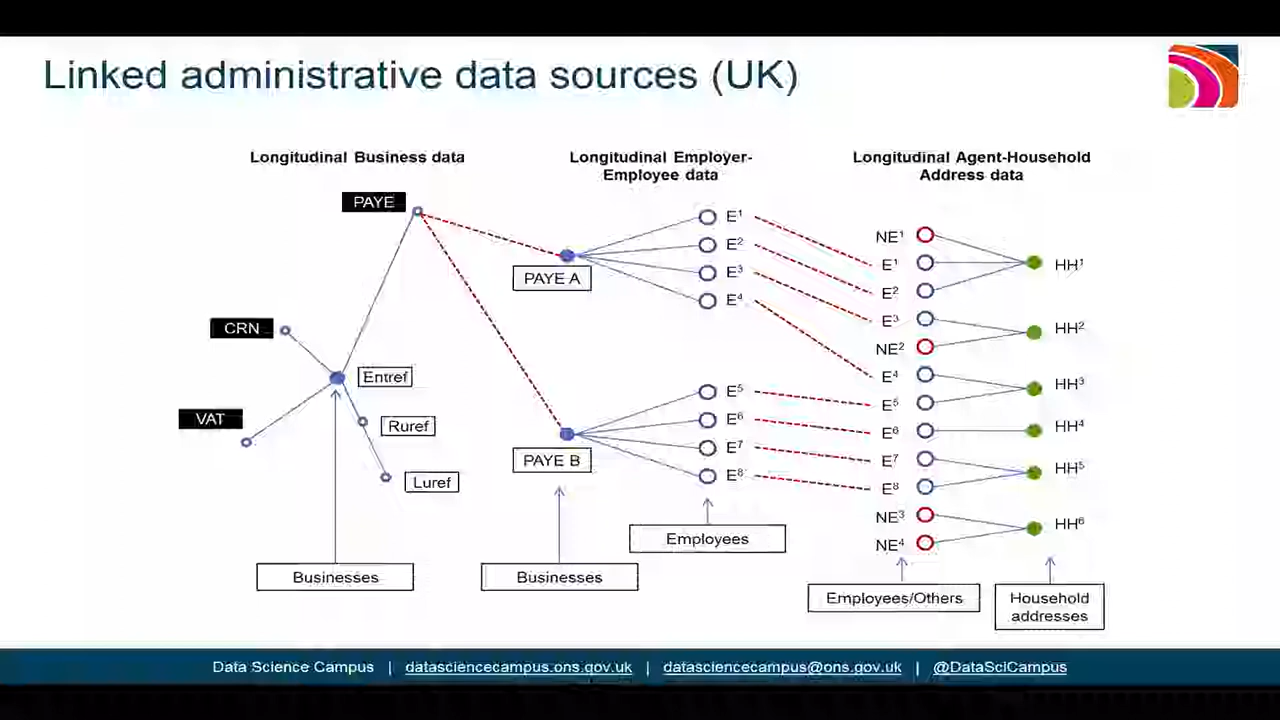 Linked administrative data sources (UK)
Longitudinal Business data
Longitudinal Employer-
Employee data
Longitudinal Agent-Household
Address data
PAYE
CRN
VAT
Entref
Ruref
Luref
Businesses
PAYE A
PAYE B
Businesses
E¹
E²
E³
E⁴
E⁵
E⁶
E⁷
E⁸
Employees
NE¹
E¹
E²
E³
NE²
E⁴
E⁵
E⁶
E⁷
E⁸
NE³
NE⁴
Employees/Others
HH¹
HH²
HH³
HH⁴
HH⁵
HH⁶
Household
addresses
Data Science Campus | datasciencecampus.ons.gov.uk | datasciencecampus@ons.gov.uk | @DataSciCampus